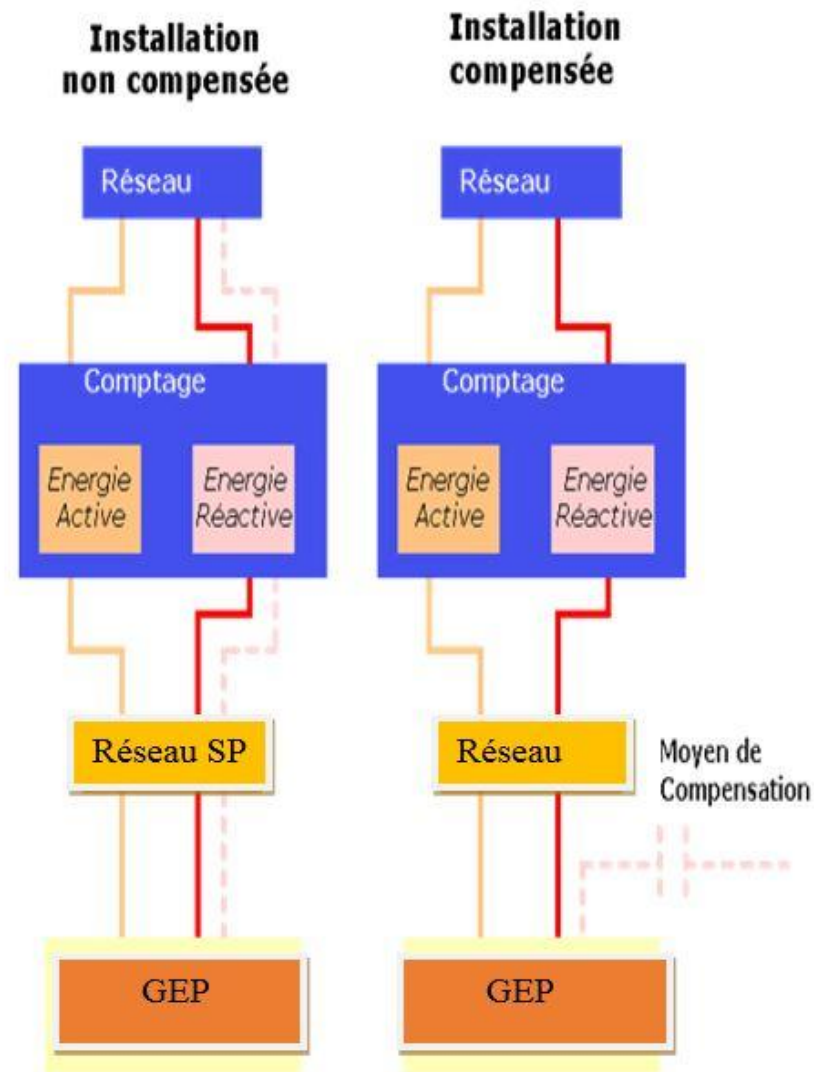 Installation
non compensée
Réseau
Comptage
Energie
Active
Energie
Réactive
Réseau SP
GEP
Installation
compensée
Réseau
Comptage
Energie
Active
Energie
Réactive
Réseau
Moyen de
Compensation
GEP